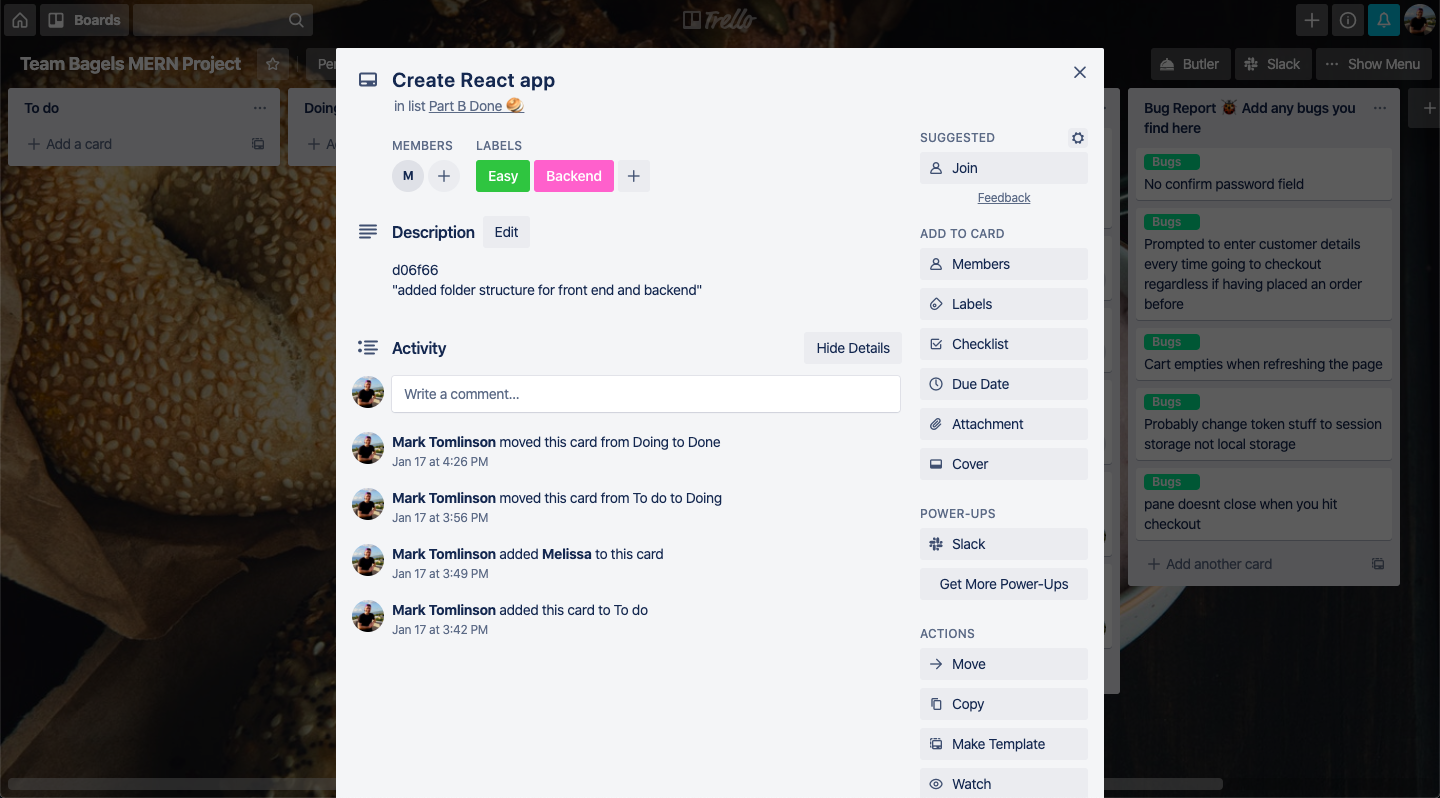 Boards
Trello
Team Bagels MERN Project
Butler
Slack
Show Menu
To do
Add a card
Create React app
in list Part B Done
MEMBERS
LABELS
M
Easy
Backend
Description
Edit
d06f66
"added folder structure for front end and backend"
Activity
Hide Details
Write a comment...
Mark Tomlinson moved this card from Doing to Done
Jan 17 at 4:26 PM
Mark Tomlinson moved this card from To do to Doing
Jan 17 at 3:56 PM
Mark Tomlinson added Melissa to this card
Jan 17 at 3:49 PM
Mark Tomlinson added this card to To do
Jan 17 at 3:42 PM
SUGGESTED
Join
Feedback
ADD TO CARD
Members
Labels
Checklist
Due Date
Attachment
Cover
POWER-UPS
Slack
Get More Power-Ups
ACTIONS
Move
Copy
Make Template
Watch
Bug Report 🐞 Add any bugs you
find here
Bugs
No confirm password field
Bugs
Prompted to enter customer details
every time going to checkout
regardless if having placed an order
before
Bugs
Cart empties when refreshing the page
Bugs
Probably change token stuff to session
storage not local storage
Bugs
pane doesnt close when you hit
checkout
Add another card